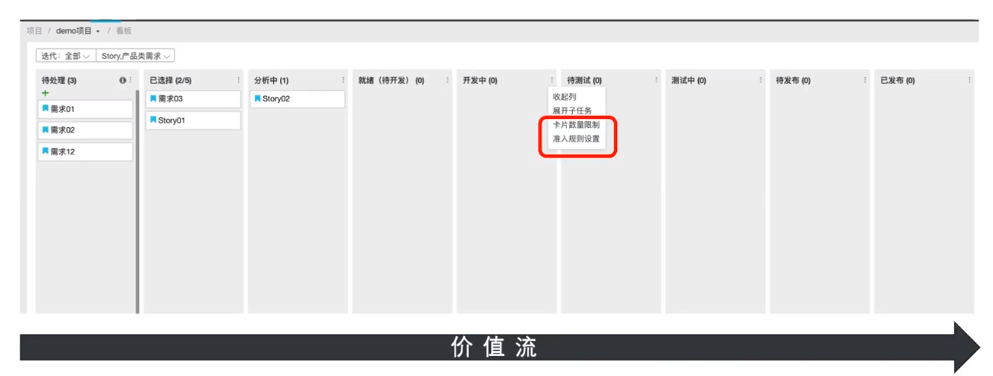 项目 / demo项目 / 看板
迭代: 全部 Story,产品类需求
待处理 (3) 已选择 (2/5) 分析中 (1) 就绪（待开发） (0) 开发中 (0) 待测试 (0) 测试中 (0) 待发布 (0) 已发布 (0)
需求01 需求03 Story02
需求02 Story01
需求12
收起列
展开子任务
卡片数量限制
准入规则设置
价值流